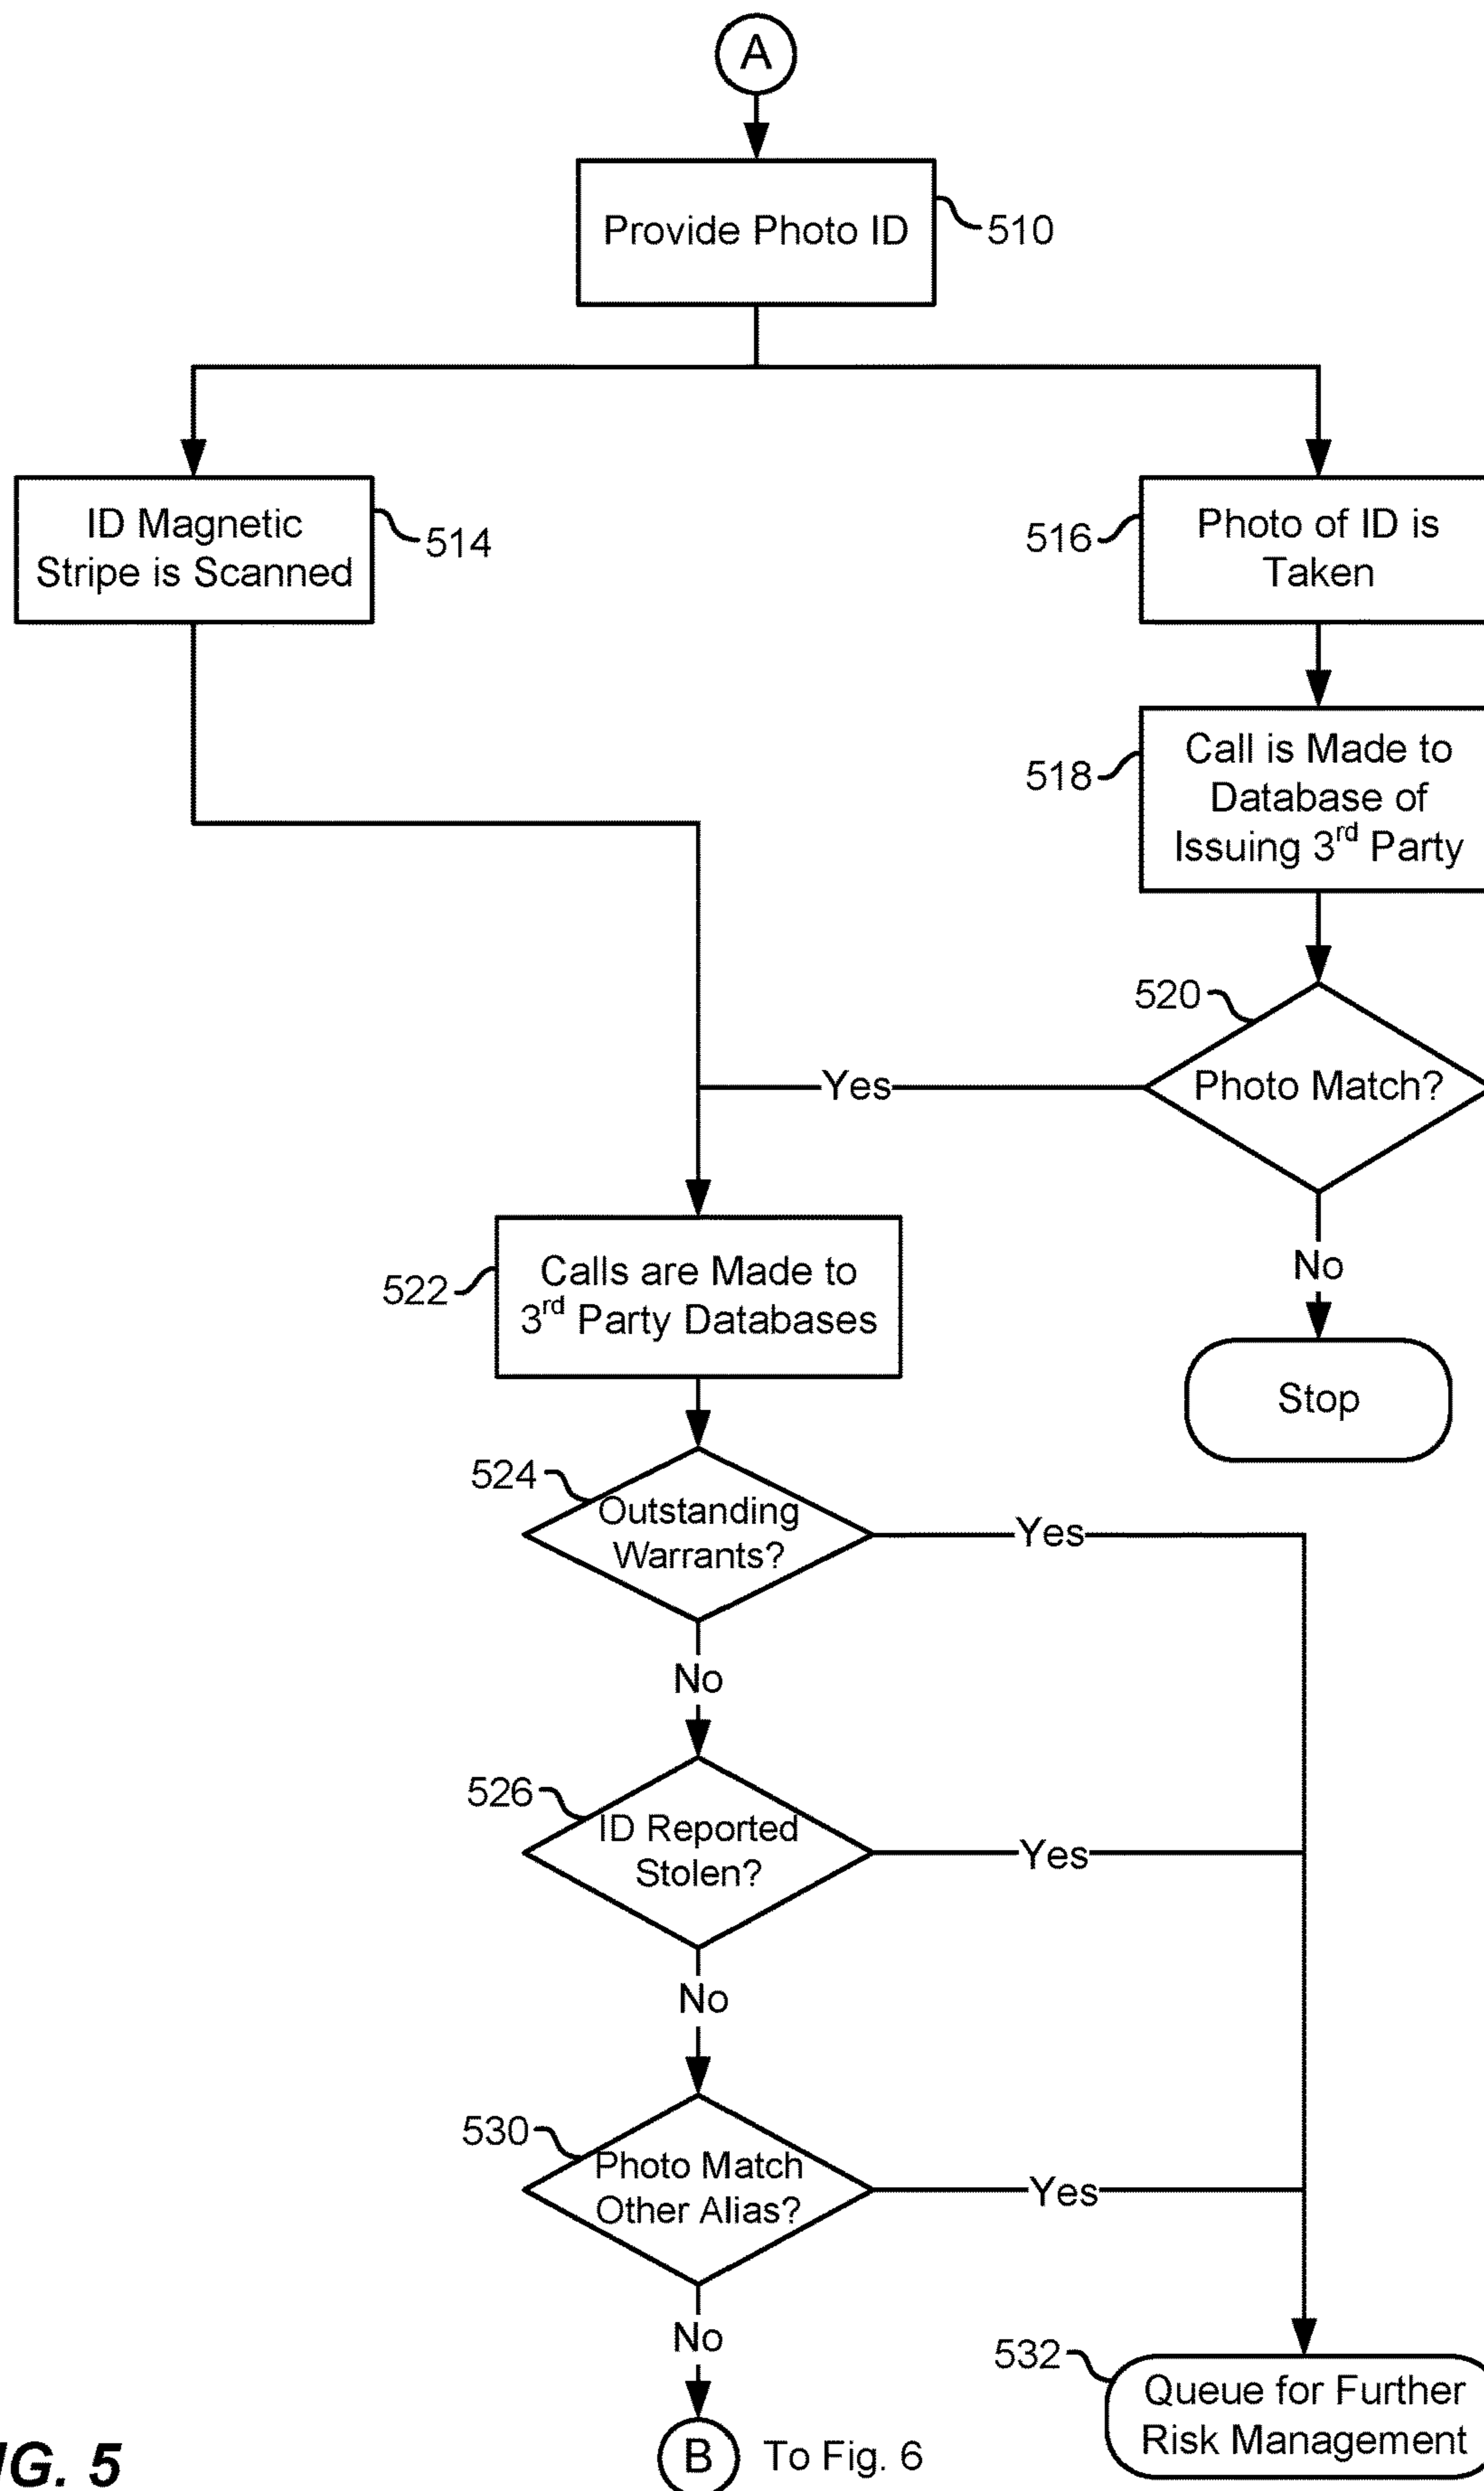 A
Provide Photo ID
510
ID Magnetic
Stripe is Scanned
514
516
Photo of ID is
Taken
518
Call is Made to
Database of
Issuing 3rd Party
520
Photo Match?
Yes
No
Stop
522
Calls are Made to
3rd Party Databases
524
Outstanding
Warrants?
Yes
No
526
ID Reported
Stolen?
Yes
No
530
Photo Match
Other Alias?
Yes
No
532
Queue for Further
Risk Management
B
To Fig. 6
IG. 5